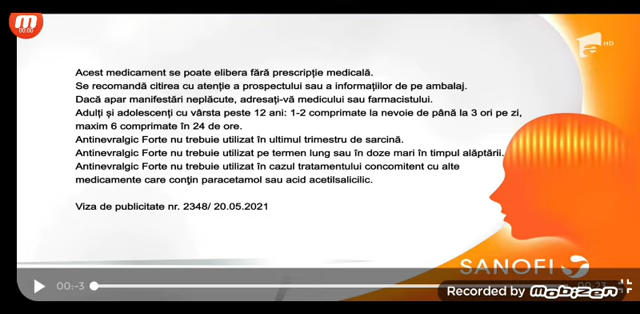 m
00:00
HD
Acest medicament se poate elibera fără prescripție medicală.
Se recomandă citirea cu atenție a prospectului sau a informațiilor de pe ambalaj.
Dacă apar manifestări neplăcute, adresați-vă medicului sau farmacistului.
Adulți și adolescenți cu vârsta peste 12 ani: 1-2 comprimate la nevoie de până la 3 ori pe zi,
maxim 6 comprimate în 24 de ore.
Antinevralgic Forte nu trebuie utilizat în ultimul trimestru de sarcină.
Antinevralgic Forte nu trebuie utilizat pe termen lung sau în doze mari în timpul alăptării.
Antinevralgic Forte nu trebuie utilizat în cazul tratamentului concomitent cu alte
medicamente care conțin paracetamol sau acid acetilsalicilic.
Viza de publicitate nr. 2348/ 20.05.2021
SANOFI
00:-3
00:23
Recorded by mobizen